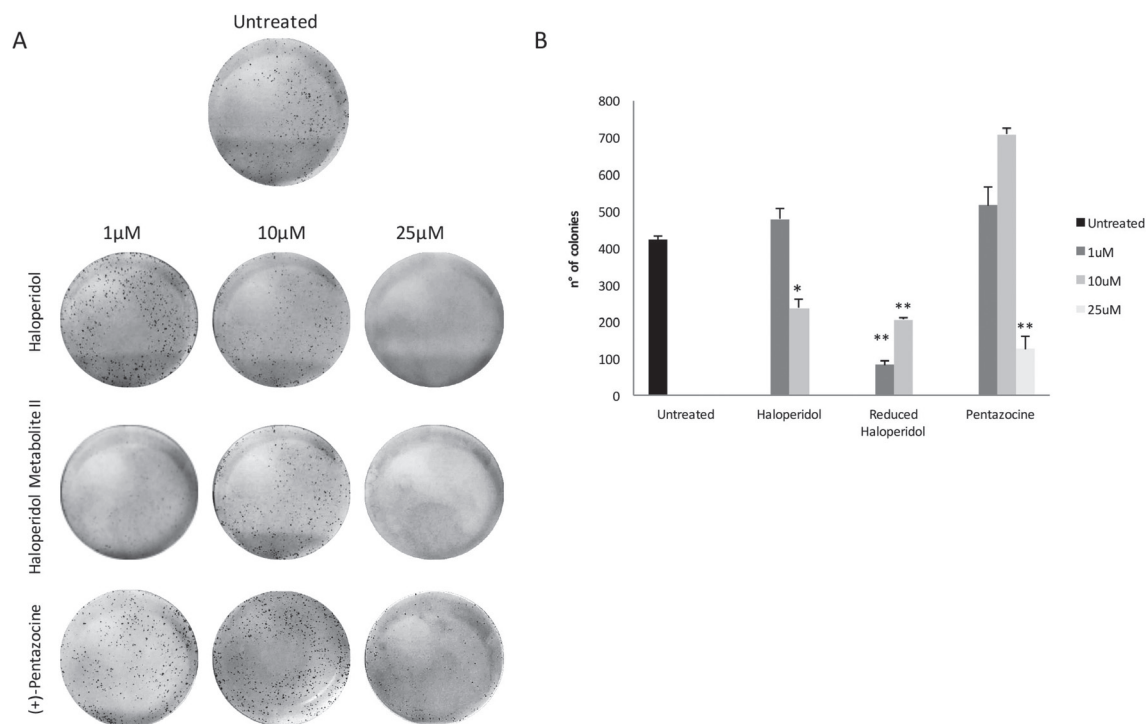 A
Untreated
1µM
10µM
25µM
Haloperidol
Haloperidol Metabolite II
(+)-Pentazocine
B
800
700
600
500
400
300
200
100
0
n° of colonies
*
**
**
**
Untreated
Haloperidol
Reduced
Haloperidol
Pentazocine
Untreated
1uM
10uM
25uM